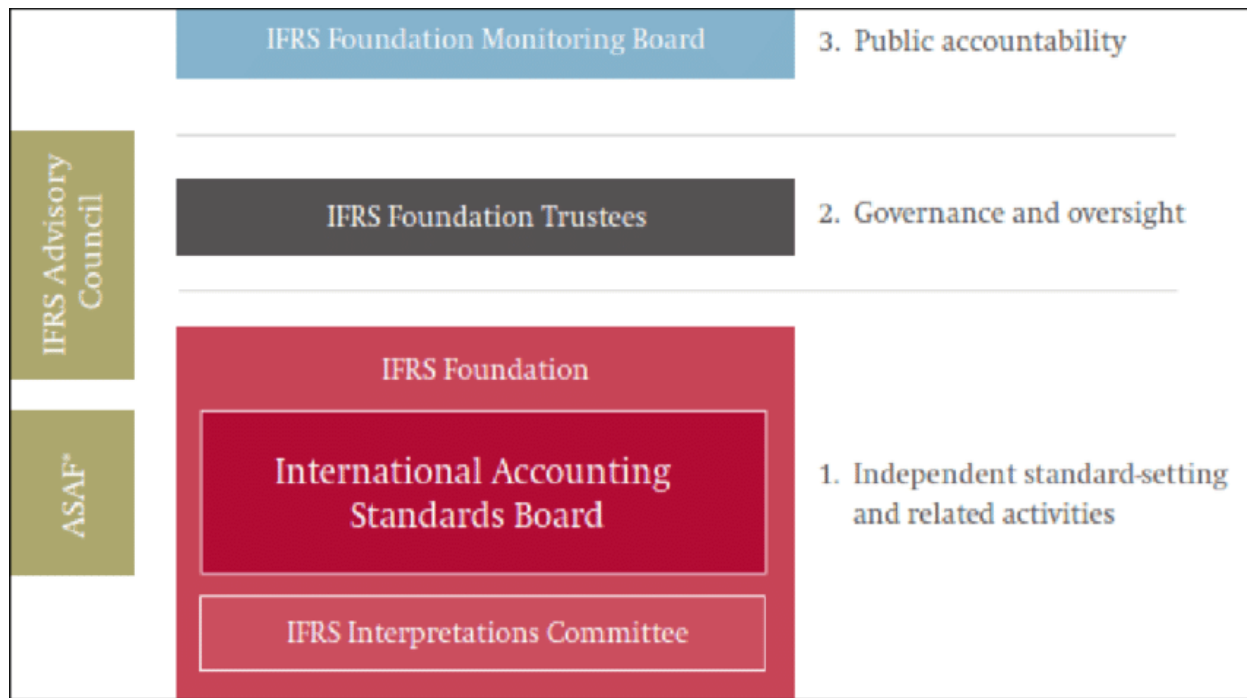 IFRS Foundation Monitoring Board
3. Public accountability
IFRS Advisory
Council
IFRS Foundation Trustees
2. Governance and oversight
IFRS Foundation
ASAF*
International Accounting
Standards Board
1. Independent standard-setting
and related activities
IFRS Interpretations Committee